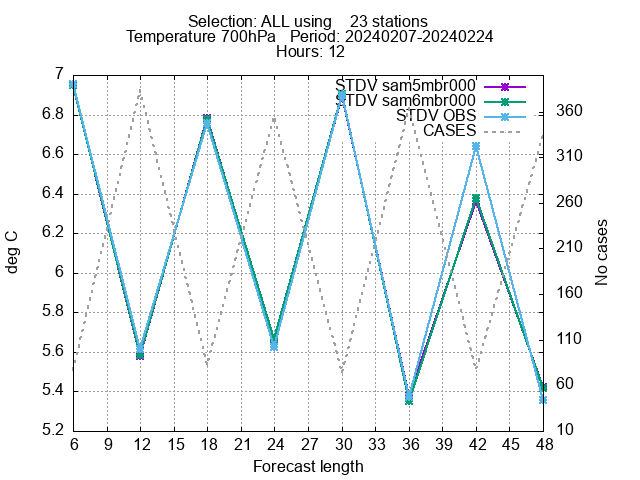 Selection: ALL using    23 stations
Temperature 700hPa   Period: 20240207-20240224
Hours: 12
STDV sam5mbr000
STDV sam6mbr000
STDV OBS
CASES
7
6.8
6.6
6.4
6.2
6
5.8
5.6
5.4
5.2
deg C
360
310
260
210
160
110
60
10
No cases
6 9 12 15 18 21 24 27 30 33 36 39 42 45 48
Forecast length